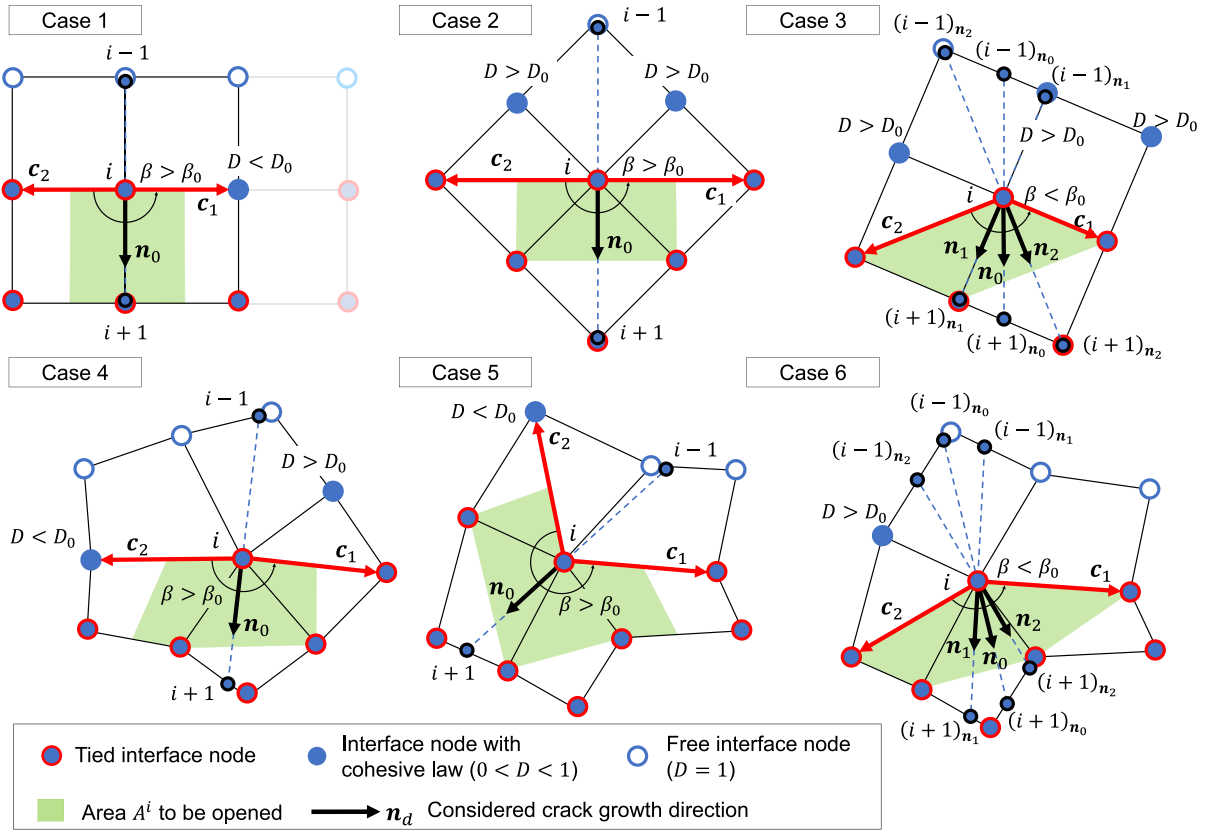 Case 1
i − 1
D < D₀
c₂
i
β > β₀
c₁
n₀
i + 1
Case 2
i − 1
D > D₀
D > D₀
c₂
i
β > β₀
c₁
n₀
i + 1
Case 3
(i − 1)ₙ₂
(i − 1)ₙ₀
(i − 1)ₙ₁
D > D₀
D > D₀
D > D₀
i
β < β₀
c₂
c₁
n₁
n₀
n₂
(i + 1)ₙ₁
(i + 1)ₙ₀
(i + 1)ₙ₂
Case 4
i − 1
D > D₀
D < D₀
c₂
i
c₁
β > β₀
n₀
i + 1
Case 5
D < D₀
c₂
i − 1
i
c₁
n₀
β > β₀
i + 1
Case 6
(i − 1)ₙ₀
(i − 1)ₙ₁
(i − 1)ₙ₂
D > D₀
i
β < β₀
c₁
c₂
n₂
n₁
n₀
(i + 1)ₙ₂
(i + 1)ₙ₁
(i + 1)ₙ₀
Tied interface node
Interface node with
cohesive law (0 < D < 1)
Free interface node
(D = 1)
Area Aⁱ to be opened
n_d Considered crack growth direction